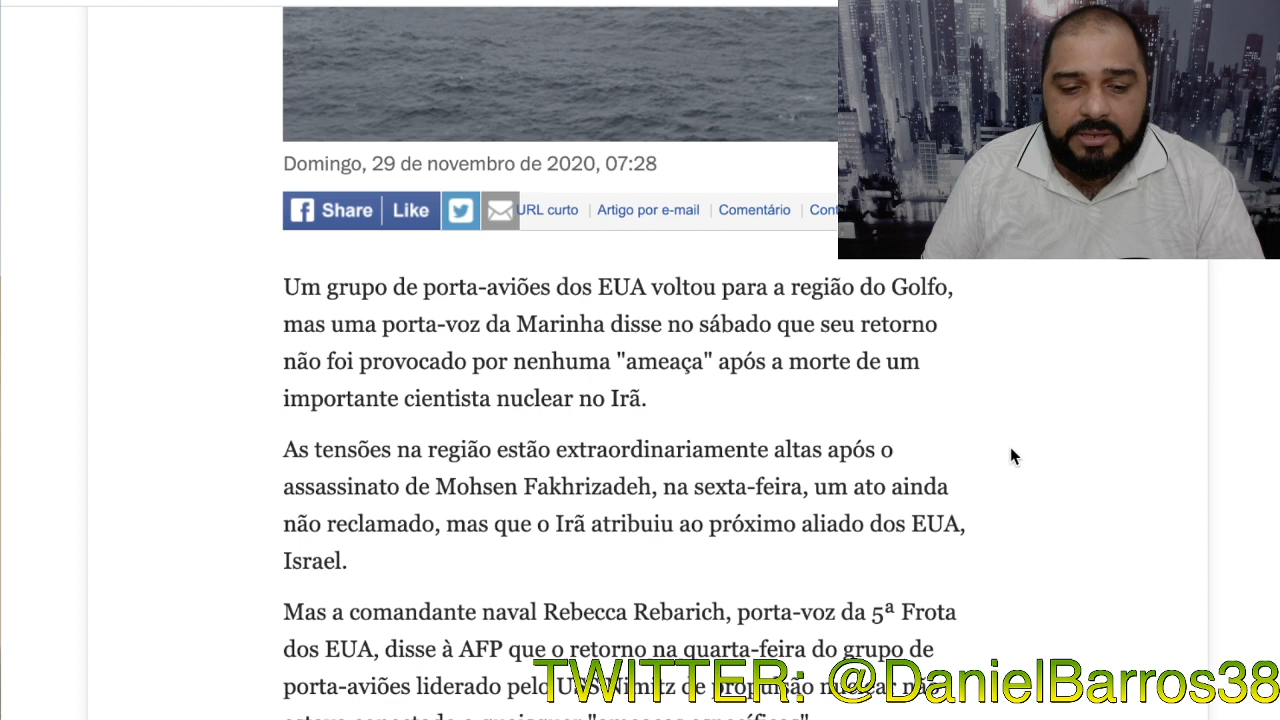 Domingo, 29 de novembro de 2020, 07:28
Share Like URL curto | Artigo por e-mail | Comentário |
Um grupo de porta-aviões dos EUA voltou para a região do Golfo,
mas uma porta-voz da Marinha disse no sábado que seu retorno
não foi provocado por nenhuma "ameaça" após a morte de um
importante cientista nuclear no Irã.
As tensões na região estão extraordinariamente altas após o
assassinato de Mohsen Fakhrizadeh, na sexta-feira, um ato ainda
não reclamado, mas que o Irã atribuiu ao próximo aliado dos EUA,
Israel.
Mas a comandante naval Rebecca Rebarich, porta-voz da 5ª Frota
dos EUA, disse à AFP que o retorno na quarta-feira do grupo de
porta-aviões liderado pelo USS Nimitz de propulsão
TWITTER: @DanielBarros38